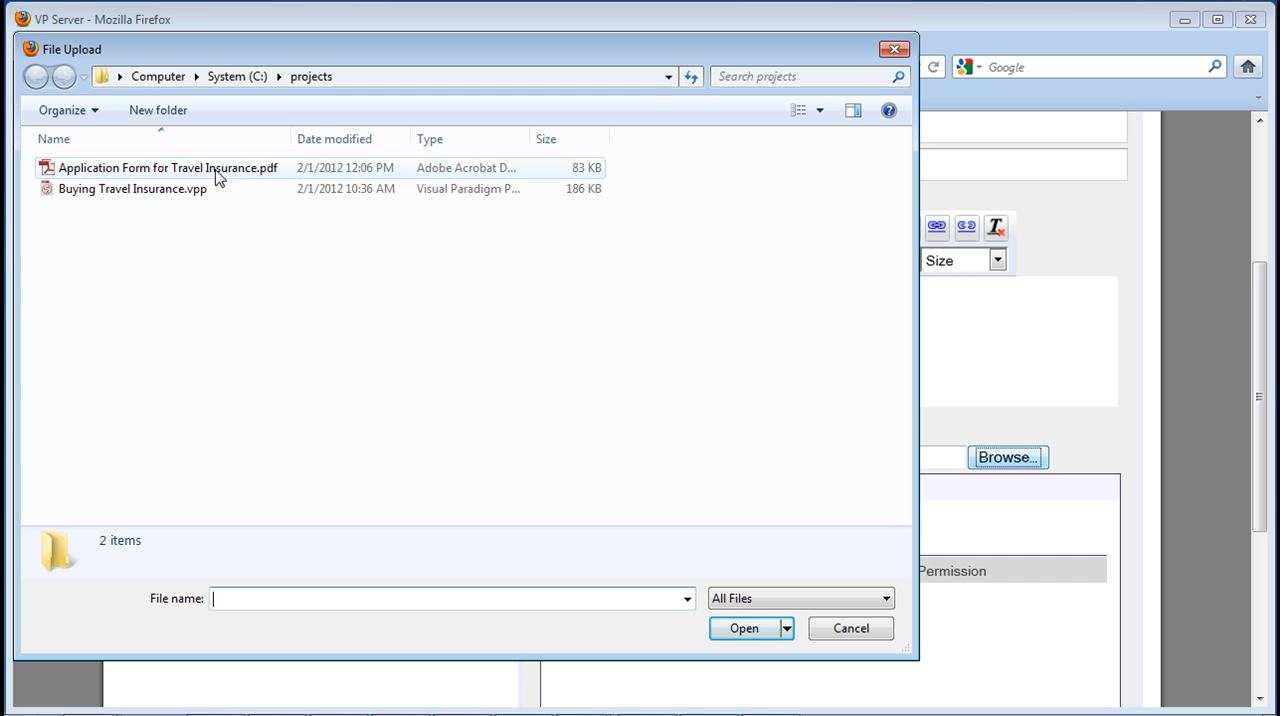 VP Server - Mozilla Firefox
File Upload
Computer System (C:) projects
Search projects
Google
Organize New folder
Name Date modified Type Size
Application Form for Travel Insurance.pdf 2/1/2012 12:06 PM Adobe Acrobat D... 83 KB
Buying Travel Insurance.vpp 2/1/2012 10:36 AM Visual Paradigm P... 186 KB
Size
Browse...
2 items
Permission
File name: All Files
Open Cancel